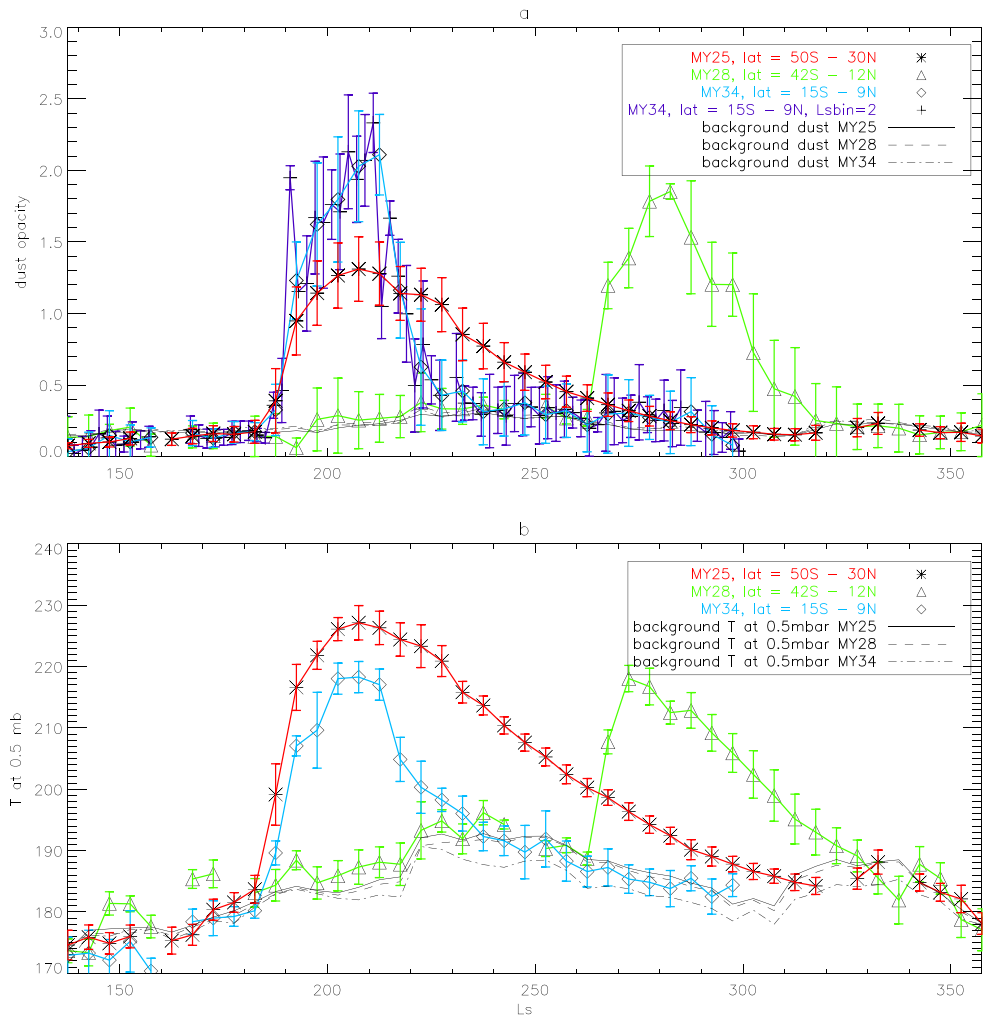 a
3.0
2.5
2.0
1.5
1.0
0.5
0.0
dust opacity
MY25, lat = 50S – 30N
MY28, lat = 42S – 12N
MY34, lat = 15S – 9N
MY34, lat = 15S – 9N, Lsbin=2
background dust MY25
background dust MY28
background dust MY34
150 200 250 300 350
b
240
230
220
210
200
190
180
170
T at 0.5 mb
MY25, lat = 50S – 30N
MY28, lat = 42S – 12N
MY34, lat = 15S – 9N
background T at 0.5mbar MY25
background T at 0.5mbar MY28
background T at 0.5mbar MY34
150 200 250 300 350
Ls